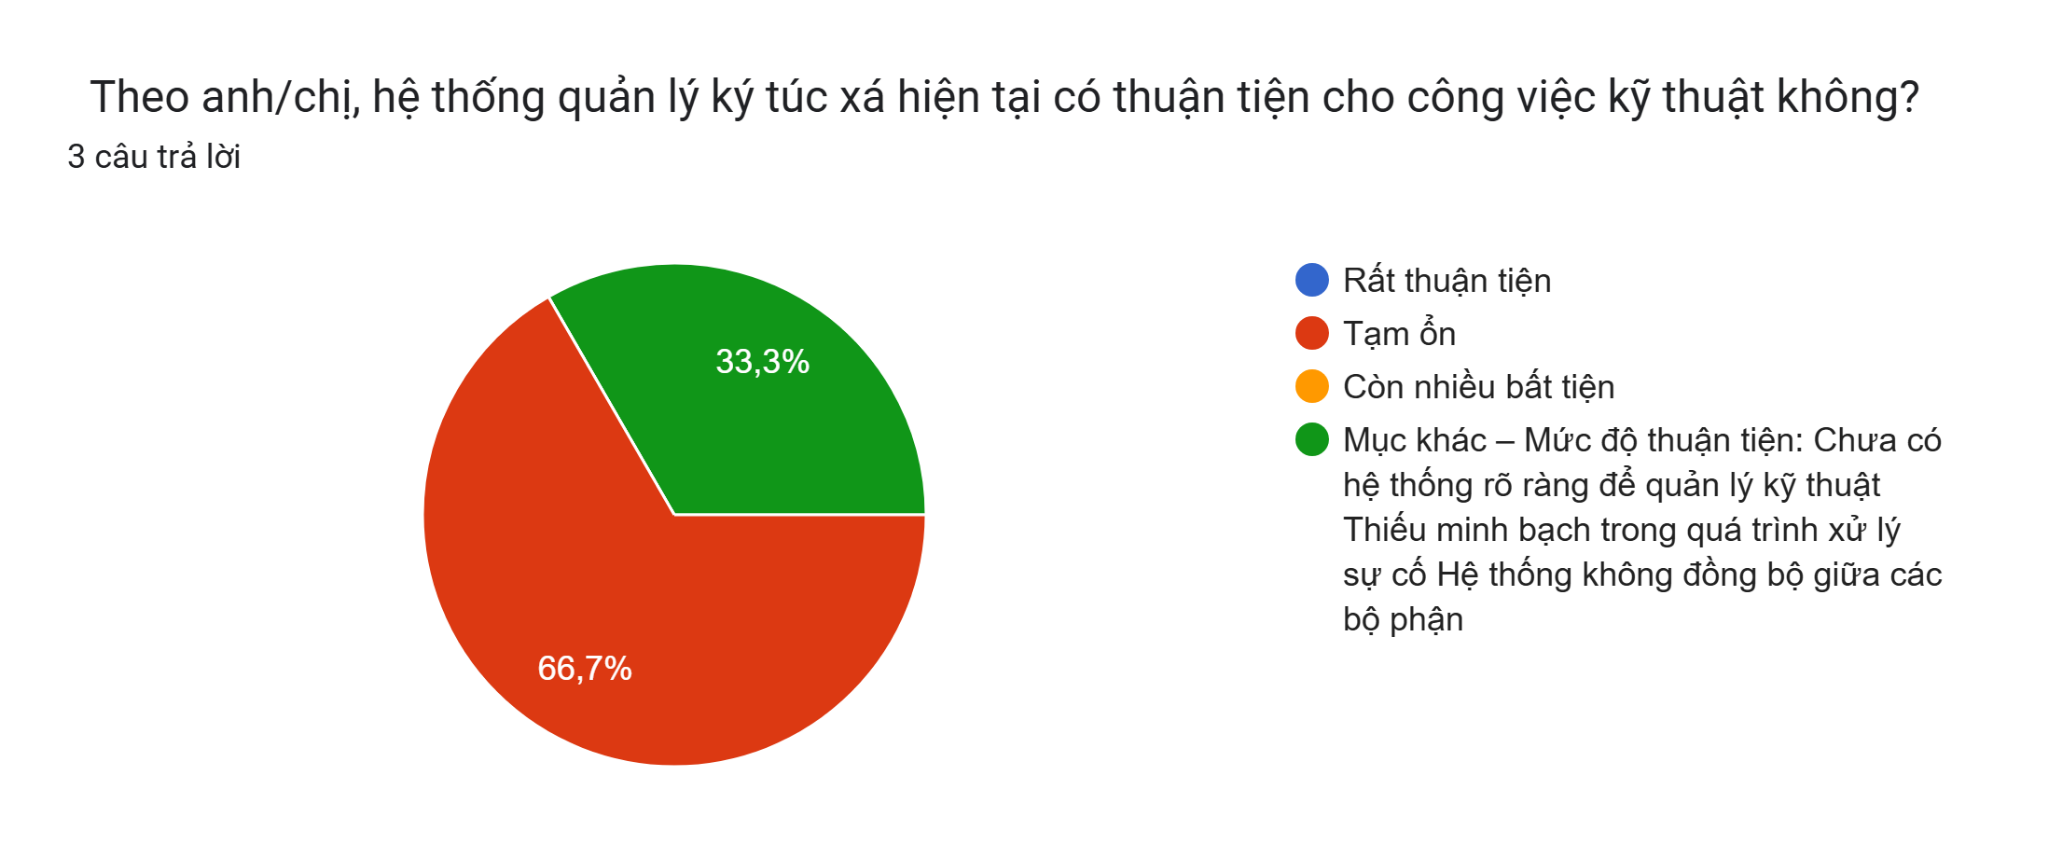 Theo anh/chị, hệ thống quản lý ký túc xá hiện tại có thuận tiện cho công việc kỹ thuật không?
3 câu trả lời
33,3%
66,7%
Rất thuận tiện
Tạm ổn
Còn nhiều bất tiện
Mục khác – Mức độ thuận tiện: Chưa có
hệ thống rõ ràng để quản lý kỹ thuật
Thiếu minh bạch trong quá trình xử lý
sự cố Hệ thống không đồng bộ giữa các
bộ phận